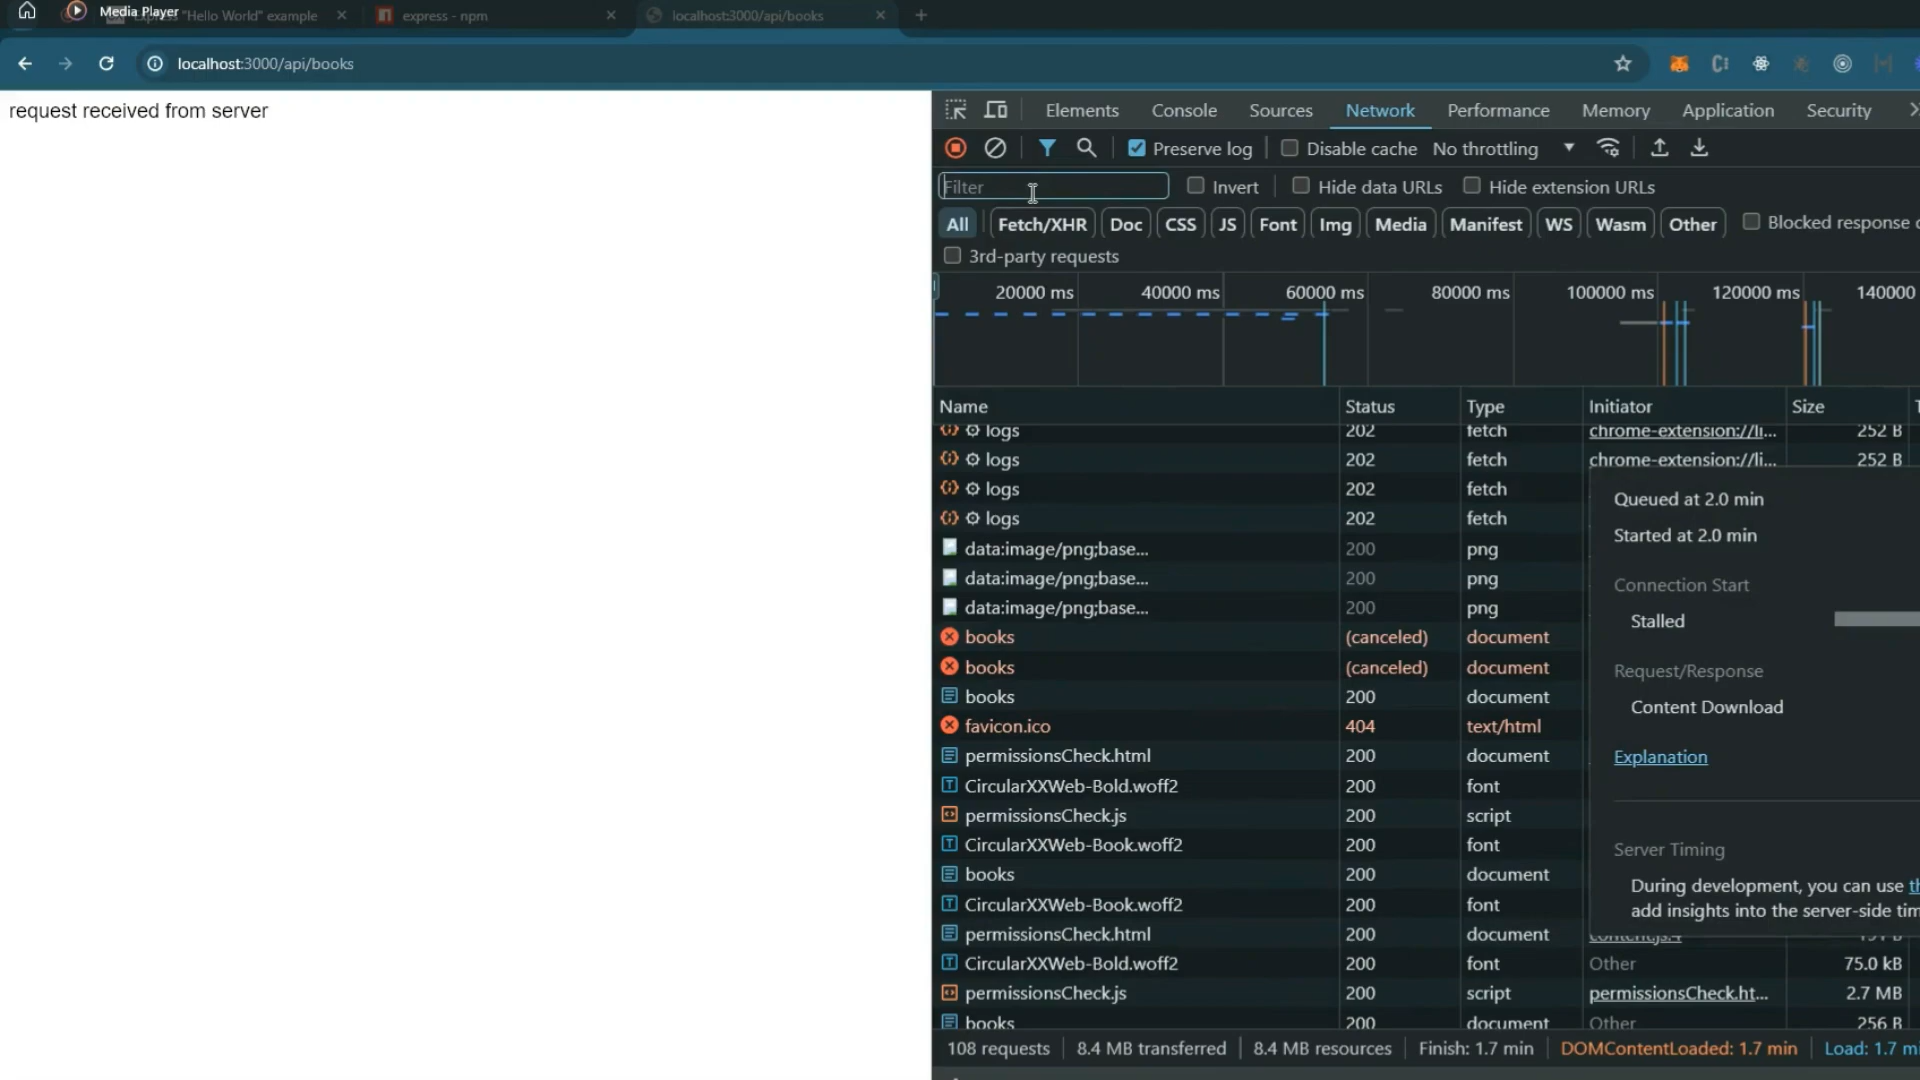 Media Player
"Hello World" example
express - npm
localhost:3000/api/books
localhost:3000/api/books
request received from server
Elements Console Sources Network Performance Memory Application Security
Preserve log Disable cache No throttling
Filter Invert Hide data URLs Hide extension URLs
All Fetch/XHR Doc CSS JS Font Img Media Manifest WS Wasm Other Blocked response
3rd-party requests
20000 ms 40000 ms 60000 ms 80000 ms 100000 ms 120000 ms 140000
Name Status Type Initiator Size
logs 202 fetch chrome-extension://li... 252 B
logs 202 fetch chrome-extension://li... 252 B
logs 202 fetch
logs 202 fetch
data:image/png;base... 200 png
data:image/png;base... 200 png
data:image/png;base... 200 png
books (canceled) document
books (canceled) document
books 200 document
favicon.ico 404 text/html
permissionsCheck.html 200 document
CircularXXWeb-Bold.woff2 200 font
permissionsCheck.js 200 script
CircularXXWeb-Book.woff2 200 font
books 200 document
CircularXXWeb-Book.woff2 200 font
permissionsCheck.html 200 document
CircularXXWeb-Bold.woff2 200 font Other 75.0 kB
permissionsCheck.js 200 script permissionsCheck.ht... 2.7 MB
books 200 document Other 256 B
Queued at 2.0 min
Started at 2.0 min
Connection Start
Stalled
Request/Response
Content Download
Explanation
Server Timing
During development, you can use
add insights into the server-side
108 requests 8.4 MB transferred 8.4 MB resources Finish: 1.7 min DOMContentLoaded: 1.7 min Load: 1.7